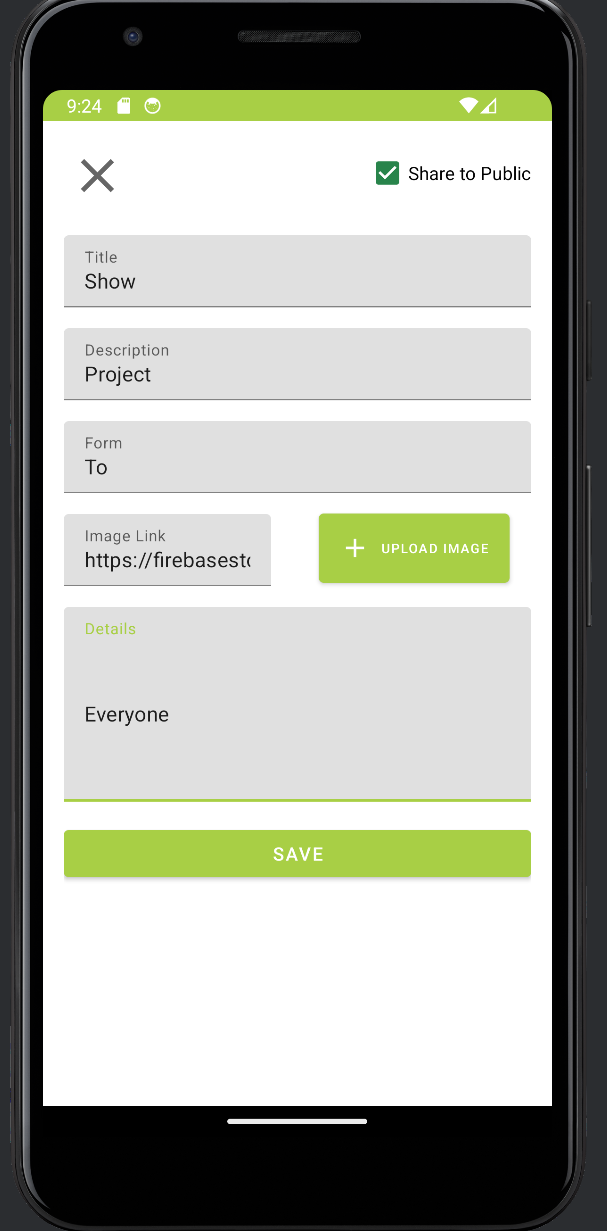 9:24
Share to Public
Title
Show
Description
Project
Form
To
Image Link
https://firebasest
UPLOAD IMAGE
Details
Everyone
SAVE